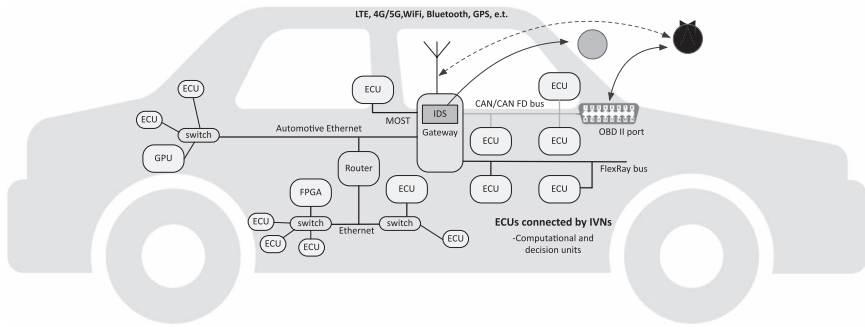 LTE, 4G/5G,WiFi, Bluetooth, GPS, e.t.
ECU
ECU
ECU
ECU
CAN/CAN FD bus
IDS
MOST
Gateway
OBD II port
Automotive Ethernet
switch
ECU
ECU
GPU
Router
FlexRay bus
FPGA
ECU
ECU
ECU
ECU
switch
switch
Ethernet
ECU
ECU
ECU
ECUs connected by IVNs
-Computational and
decision units